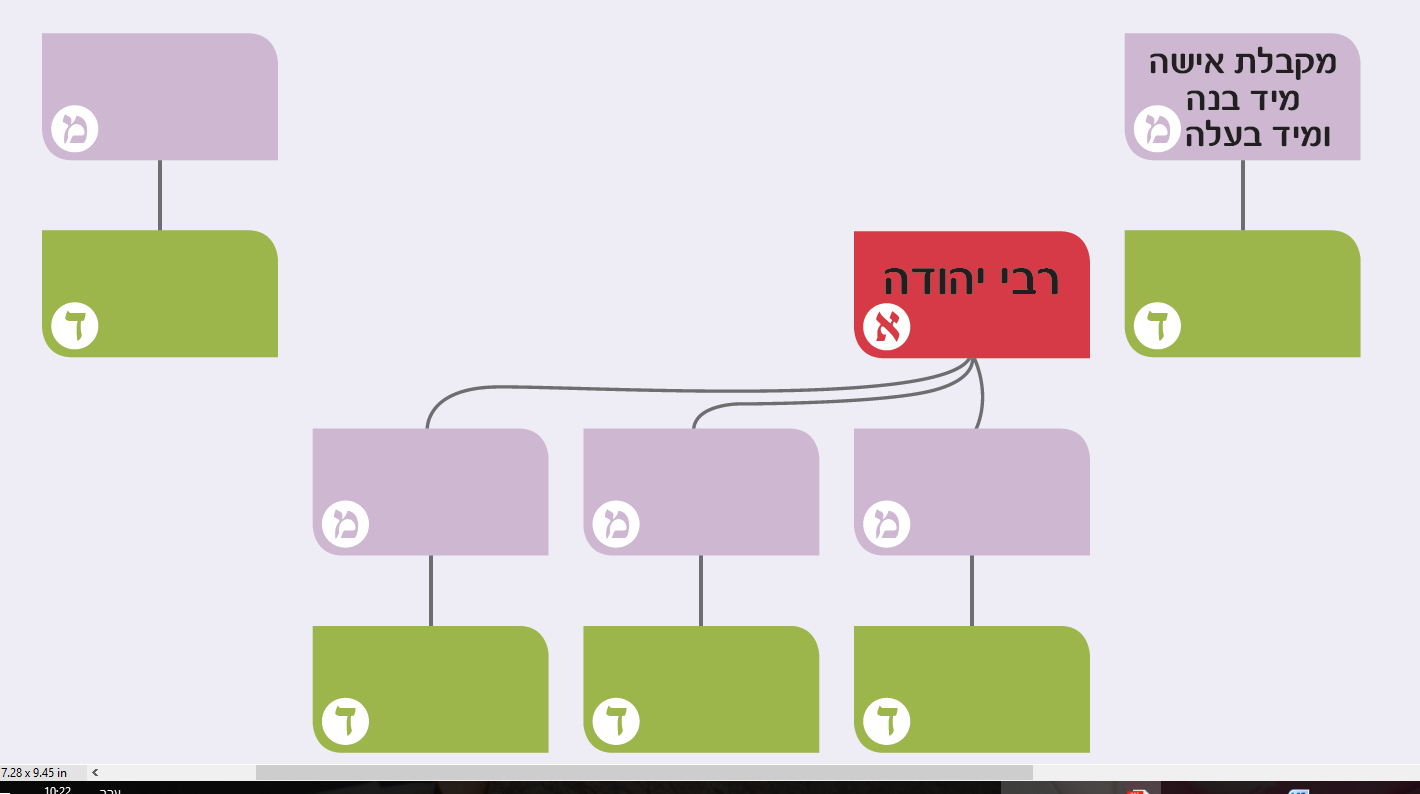 מקבלת אישה
מיד בנה
ומיד בעלה
מ
מ
ד
רבי יהודה
א
ד
מ
מ
מ
ד
ד
ד
7.28 x 9.45 in
10:22